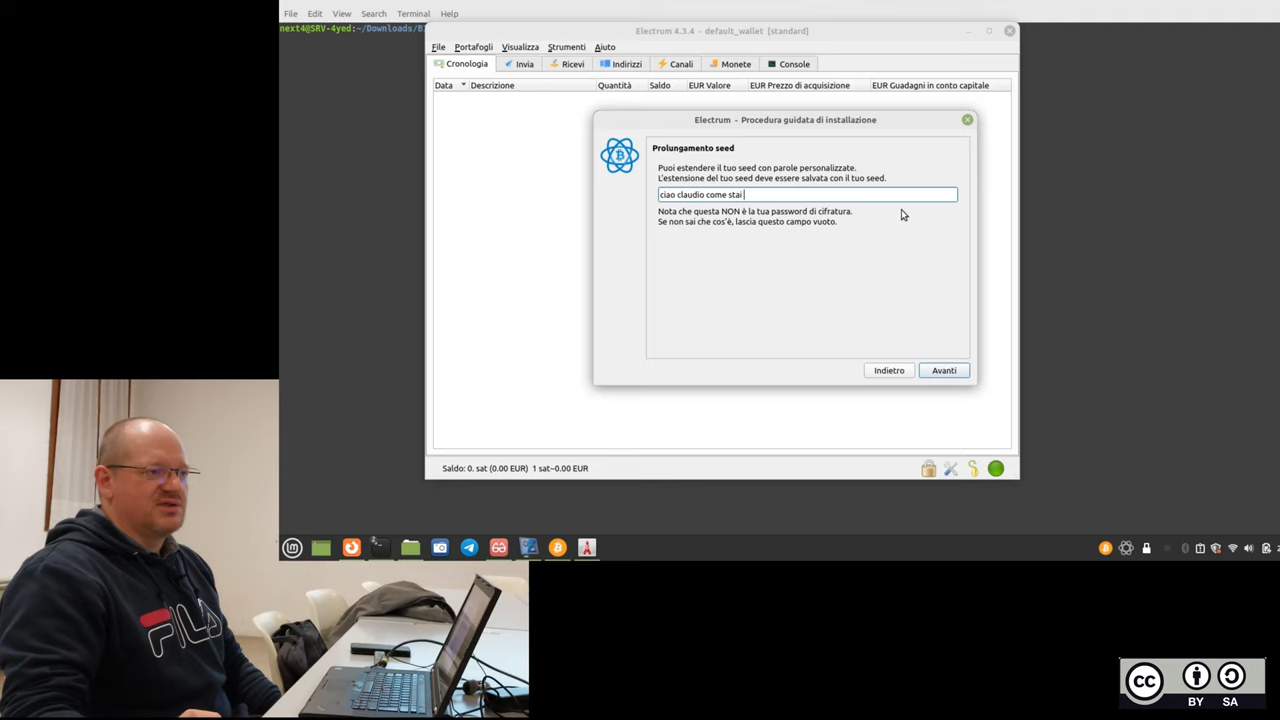 File Edit View Search Terminal Help
next4@SRV-4yed:~/Downloads/B
Electrum 4.3.4 - default_wallet [standard]
File Portafogli Visualizza Strumenti Aiuto
Cronologia Invia Ricevi Indirizzi Canali Monete Console
Data Descrizione Quantità Saldo EUR Valore EUR Prezzo di acquisizione EUR Guadagni in conto capitale
Electrum - Procedura guidata di installazione
Prolungamento seed
Puoi estendere il tuo seed con parole personalizzate.
L'estensione del tuo seed deve essere salvata con il tuo seed.
ciao claudio come stai
Nota che questa NON è la tua password di cifratura.
Se non sai che cos'è, lascia questo campo vuoto.
Indietro Avanti
Saldo: 0. sat (0.00 EUR) 1 sat~0.00 EUR
FILA
CC BY SA